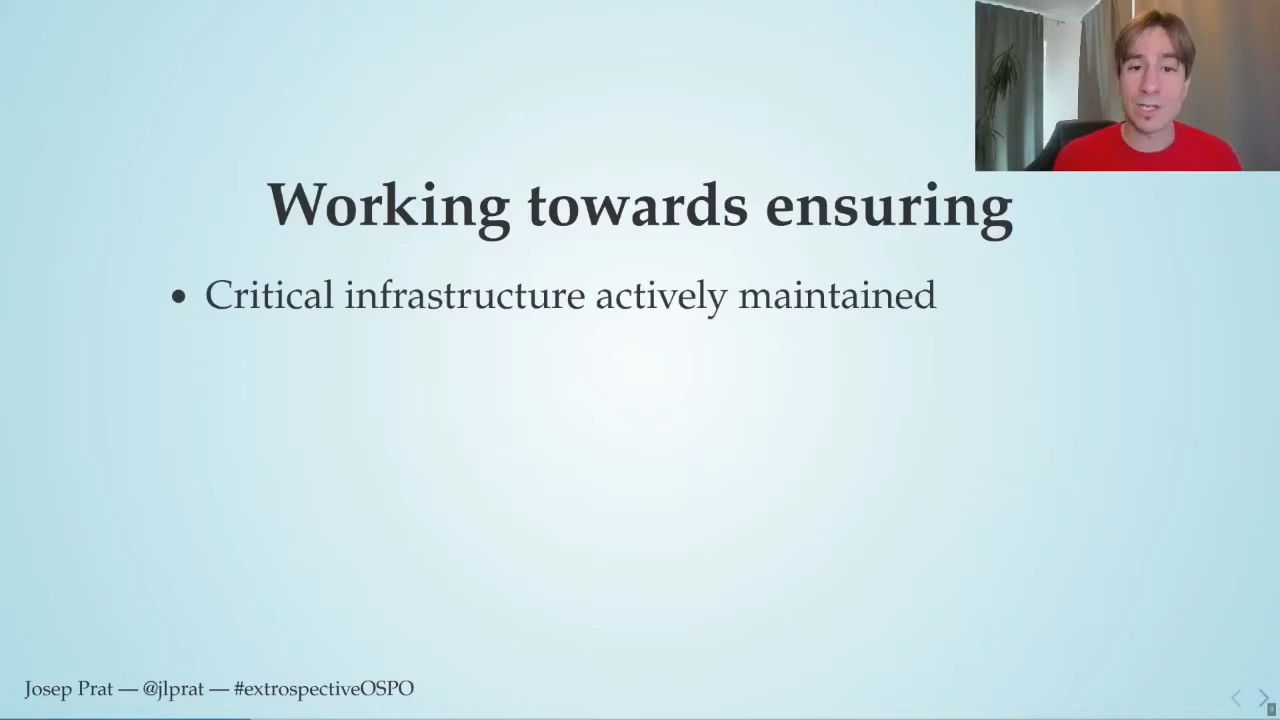 Working towards ensuring
• Critical infrastructure actively maintained
Josep Prat — @jlprat — #extrospectiveOSPO